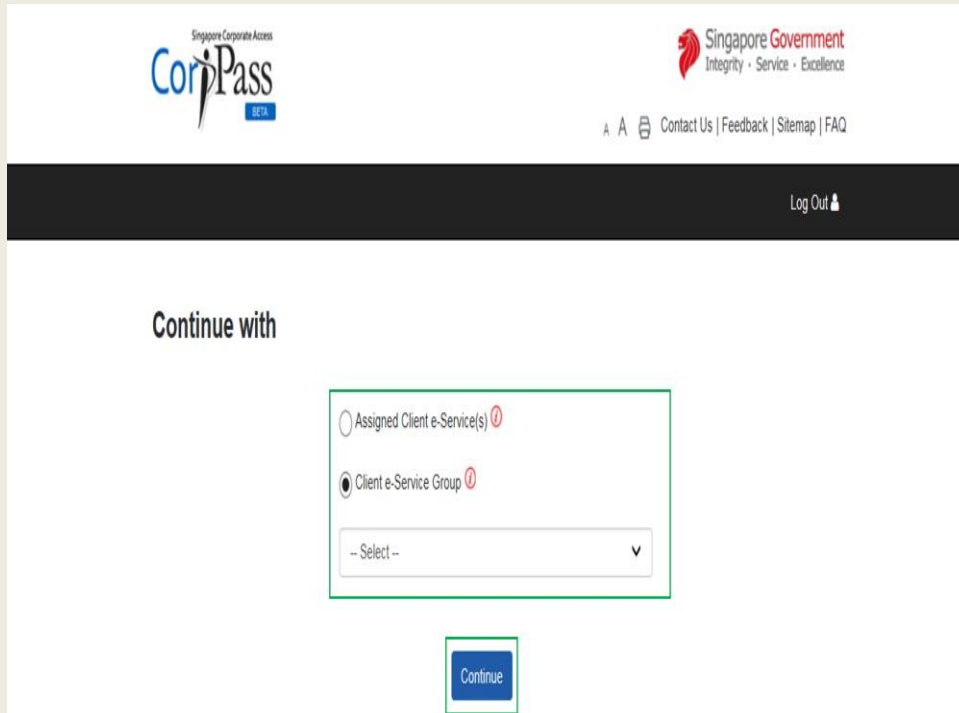 Singapore Corporate Access
CorpPass
BETA
Singapore Government
Integrity · Service · Excellence
A A Contact Us | Feedback | Sitemap | FAQ
Log Out
Continue with
Assigned Client e-Service(s) i
Client e-Service Group i
-- Select --
Continue